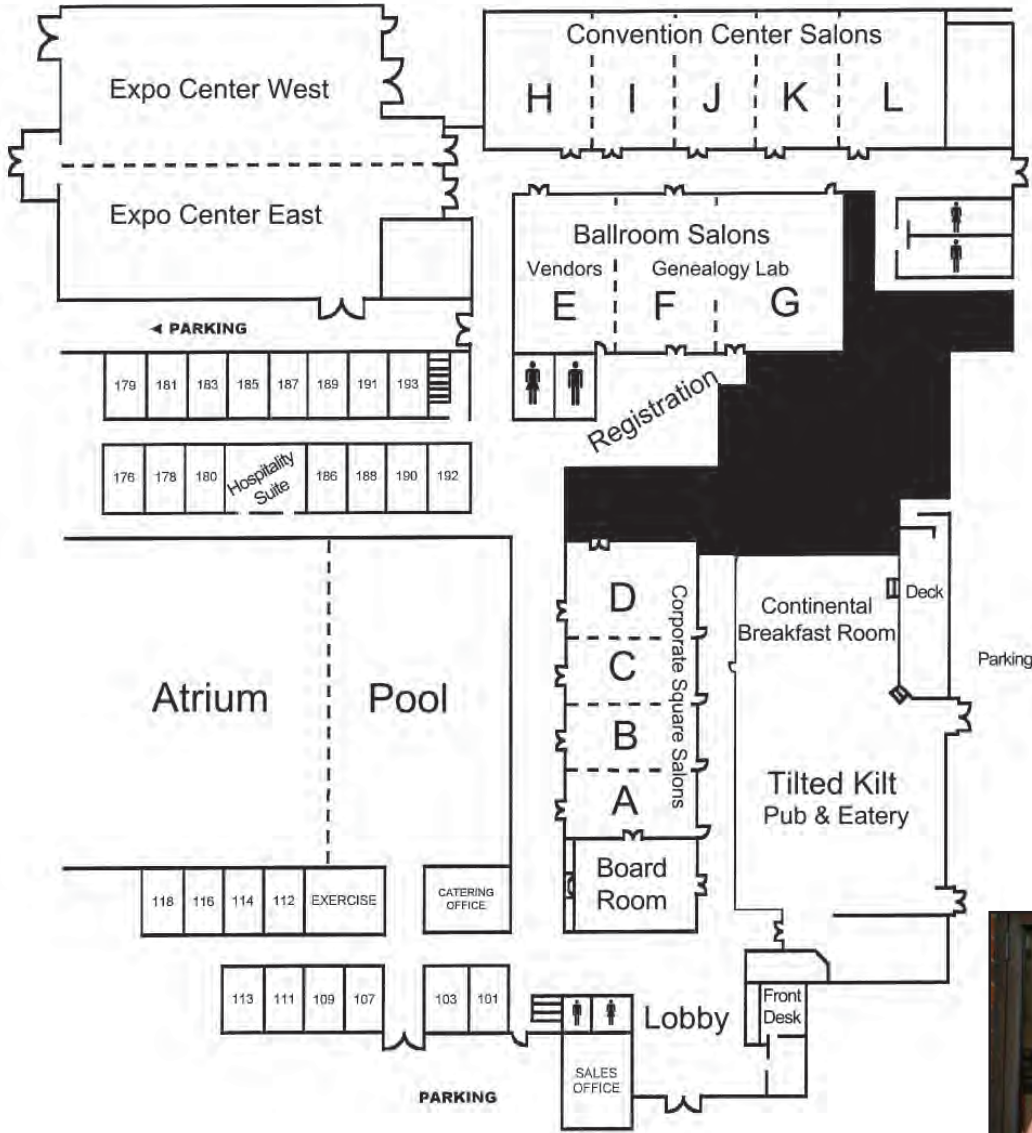 Expo Center West
Expo Center East
Convention Center Salons
H I J K L
Ballroom Salons
Vendors
Genealogy Lab
E F G
◄ PARKING
179 181 183 185 187 189 191 193
Registration
176 178 180
Hospitality
Suite
186 188 190 192
Atrium
Pool
D
C
B
A
Corporate Square Salons
Board
Room
Continental
Breakfast Room
Deck
Parking
Tilted Kilt
Pub & Eatery
118 116 114 112 EXERCISE
CATERING
OFFICE
113 111 109 107 103 101
Lobby
Front
Desk
SALES
OFFICE
PARKING